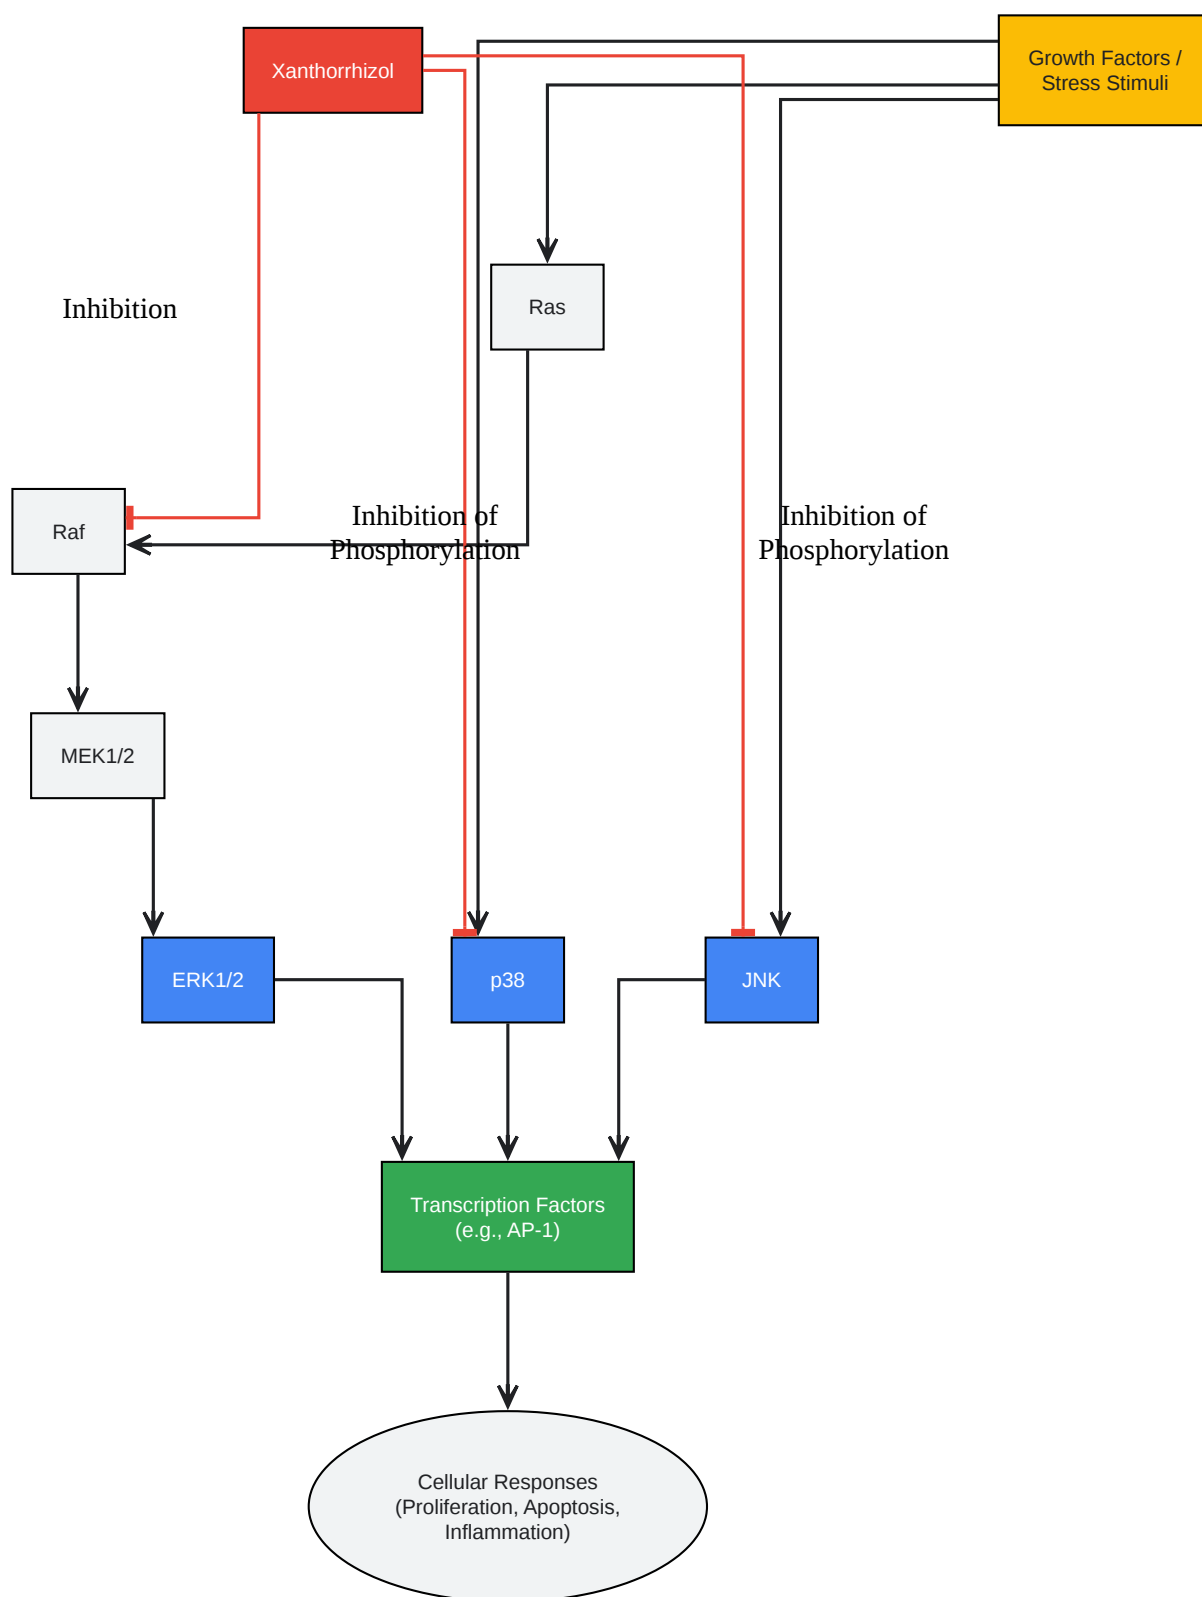 Xanthorrhizol
Growth Factors /
Stress Stimuli
Inhibition
Ras
Raf
Inhibition of
Phosphorylation
Inhibition of
Phosphorylation
MEK1/2
ERK1/2
p38
JNK
Transcription Factors
(e.g., AP-1)
Cellular Responses
(Proliferation, Apoptosis,
Inflammation)